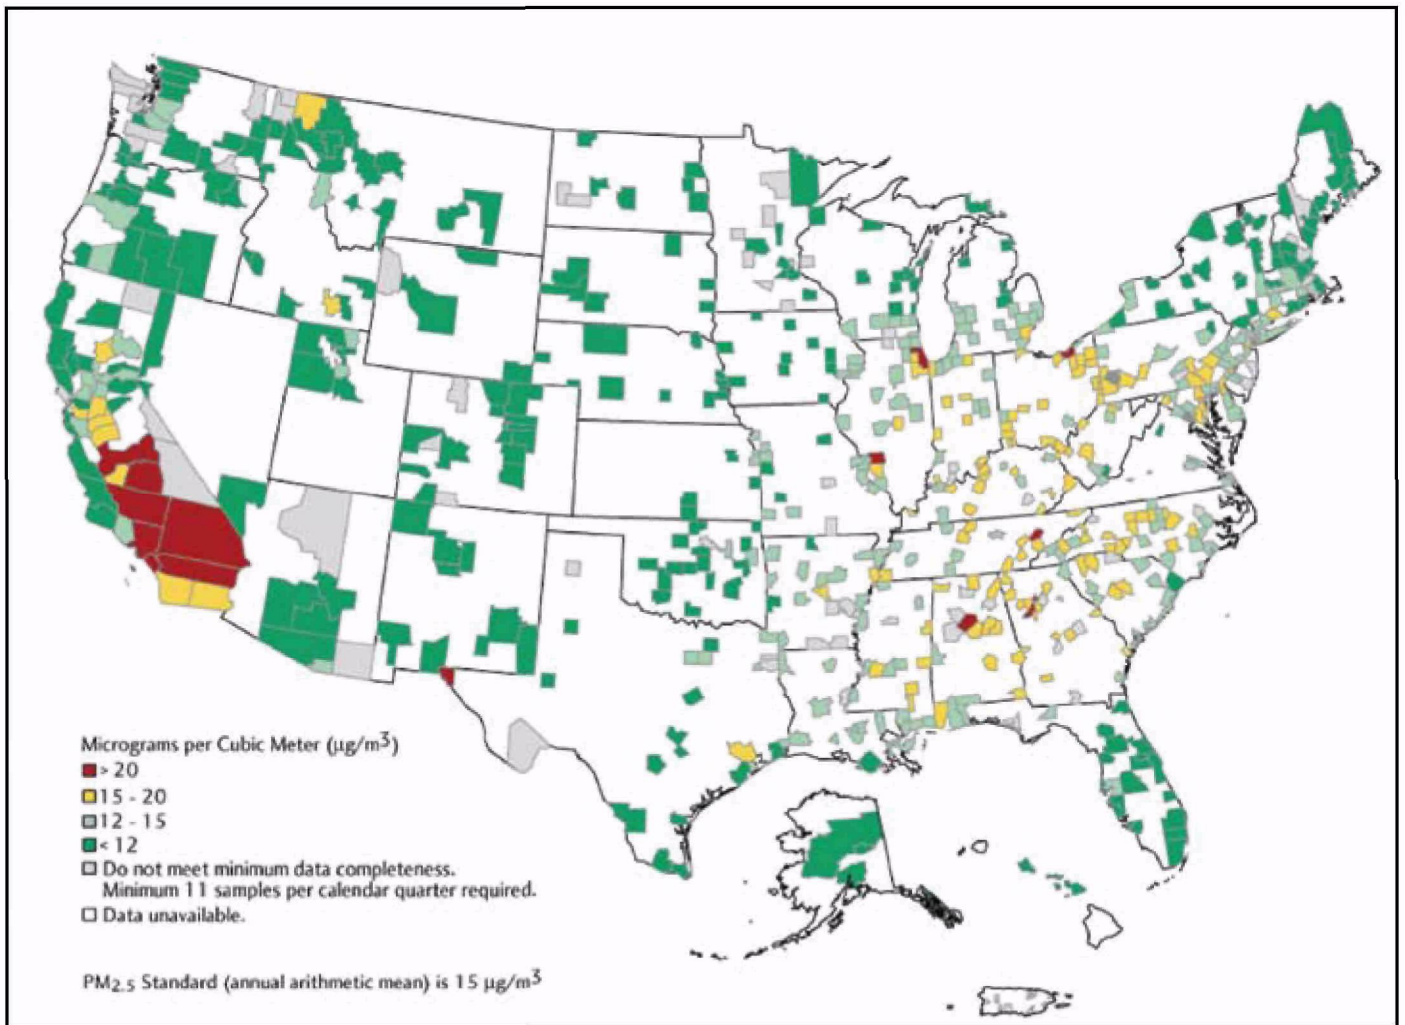 Micrograms per Cubic Meter (µg/m³)
> 20
15 - 20
12 - 15
< 12
Do not meet minimum data completeness.
Minimum 11 samples per calendar quarter required.
Data unavailable.
PM2.5 Standard (annual arithmetic mean) is 15 µg/m³